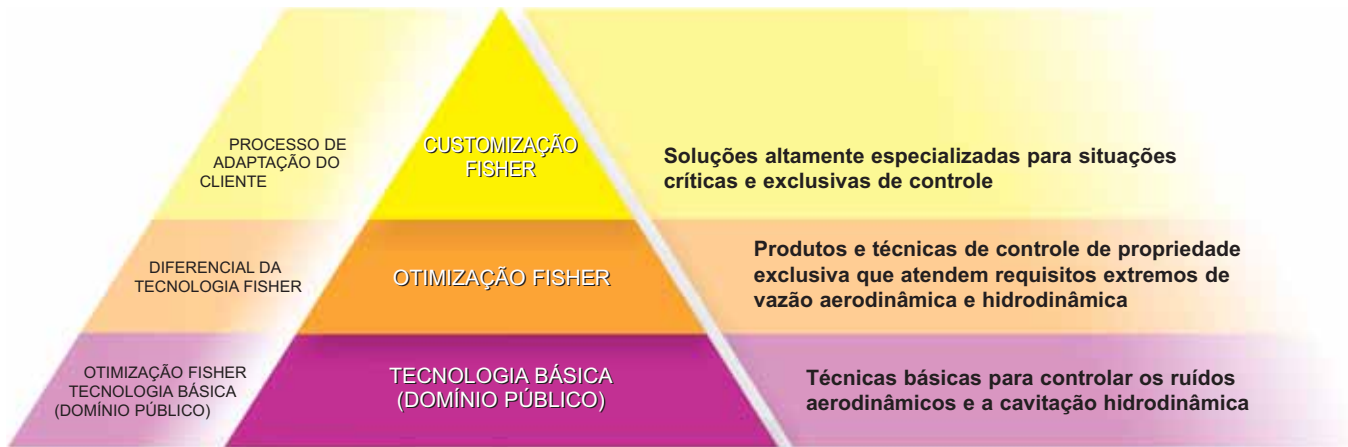 PROCESSO DE
ADAPTAÇÃO DO
CLIENTE
CUSTOMIZAÇÃO
FISHER
Soluções altamente especializadas para situações
críticas e exclusivas de controle
DIFERENCIAL DA
TECNOLOGIA FISHER
OTIMIZAÇÃO FISHER
Produtos e técnicas de controle de propriedade
exclusiva que atendem requisitos extremos de
vazão aerodinâmica e hidrodinâmica
OTIMIZAÇÃO FISHER
TECNOLOGIA BÁSICA
(DOMÍNIO PÚBLICO)
TECNOLOGIA BÁSICA
(DOMÍNIO PÚBLICO)
Técnicas básicas para controlar os ruídos
aerodinâmicos e a cavitação hidrodinâmica